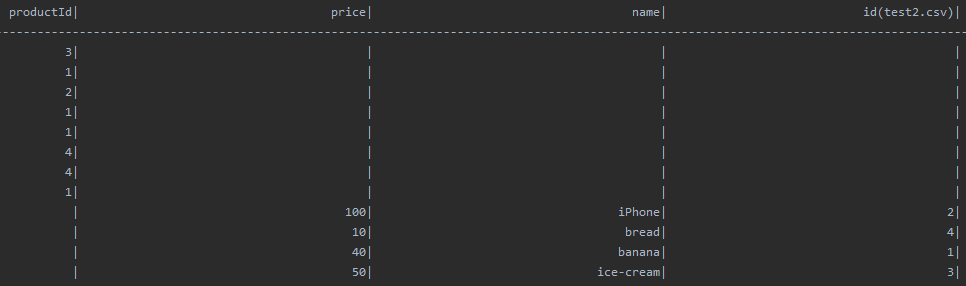 productId| price| name| id(test2.csv)|
--------------------------------------------------------------------------------------------------------------------------------------------
3| | | |
1| | | |
2| | | |
1| | | |
1| | | |
4| | | |
4| | | |
1| | | |
| 100| iPhone| 2|
| 10| bread| 4|
| 40| banana| 1|
| 50| ice-cream| 3|